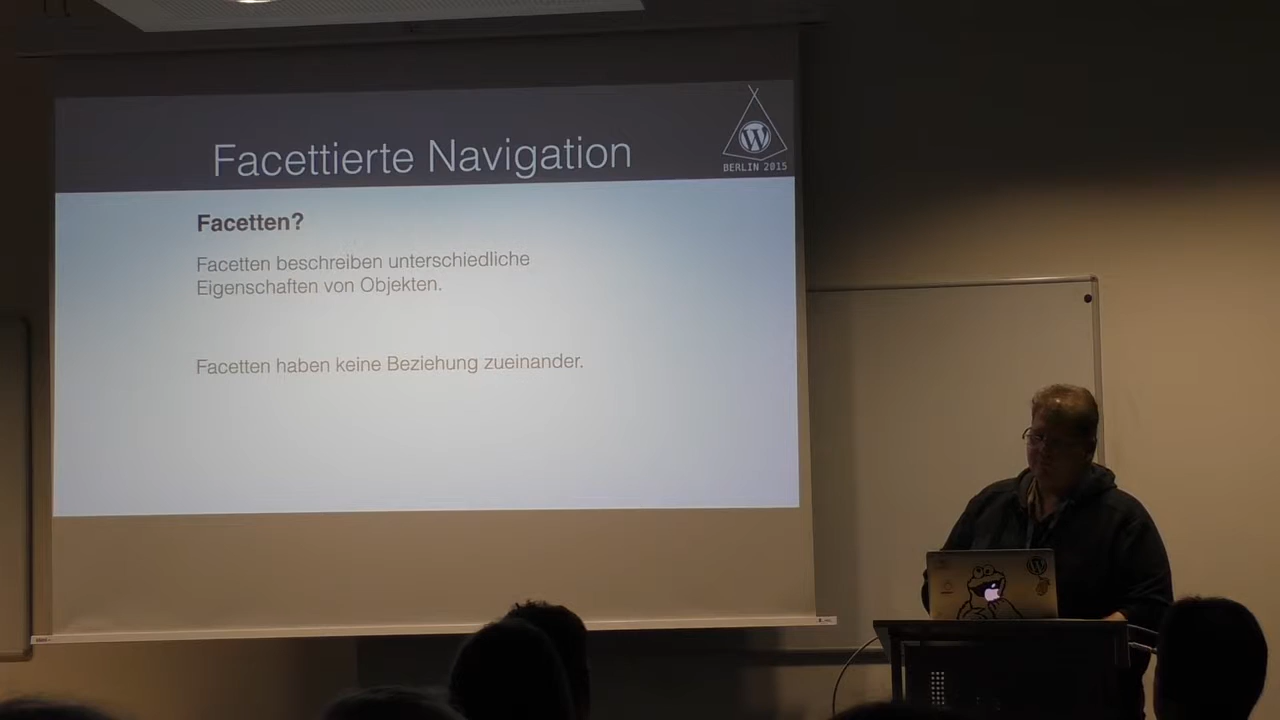 Facettierte Navigation
BERLIN 2015
Facetten?
Facetten beschreiben unterschiedliche
Eigenschaften von Objekten.
Facetten haben keine Beziehung zueinander.